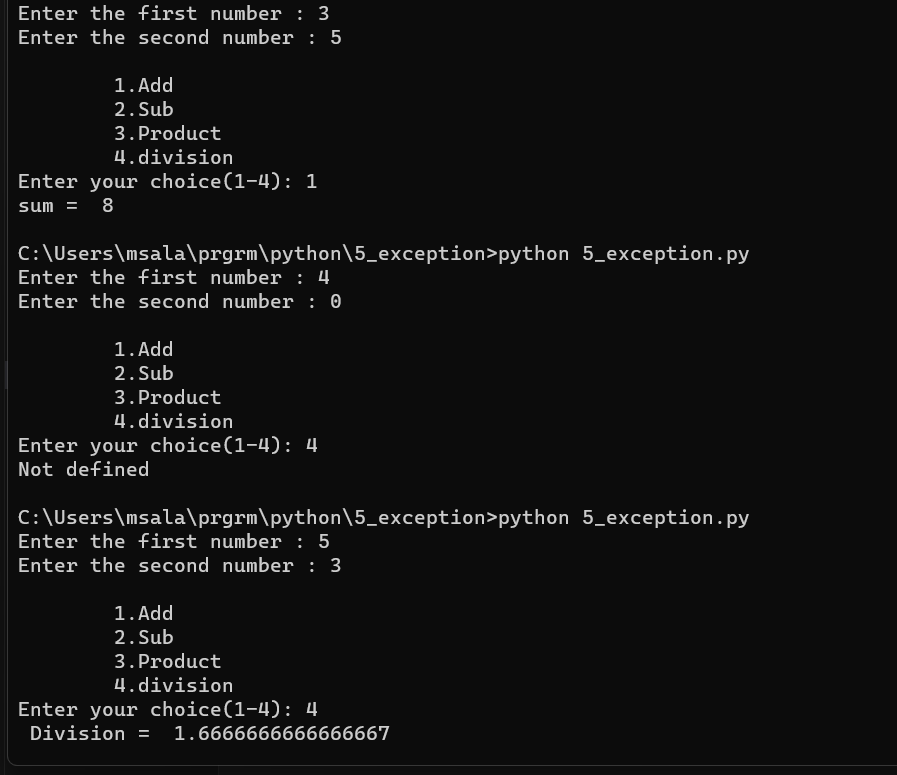 Enter the first number : 3
Enter the second number : 5
1.Add
2.Sub
3.Product
4.division
Enter your choice(1-4): 1
sum =  8
C:\Users\msala\prgrm\python\5_exception>python 5_exception.py
Enter the first number : 4
Enter the second number : 0
1.Add
2.Sub
3.Product
4.division
Enter your choice(1-4): 4
Not defined
C:\Users\msala\prgrm\python\5_exception>python 5_exception.py
Enter the first number : 5
Enter the second number : 3
1.Add
2.Sub
3.Product
4.division
Enter your choice(1-4): 4
Division =  1.6666666666666667